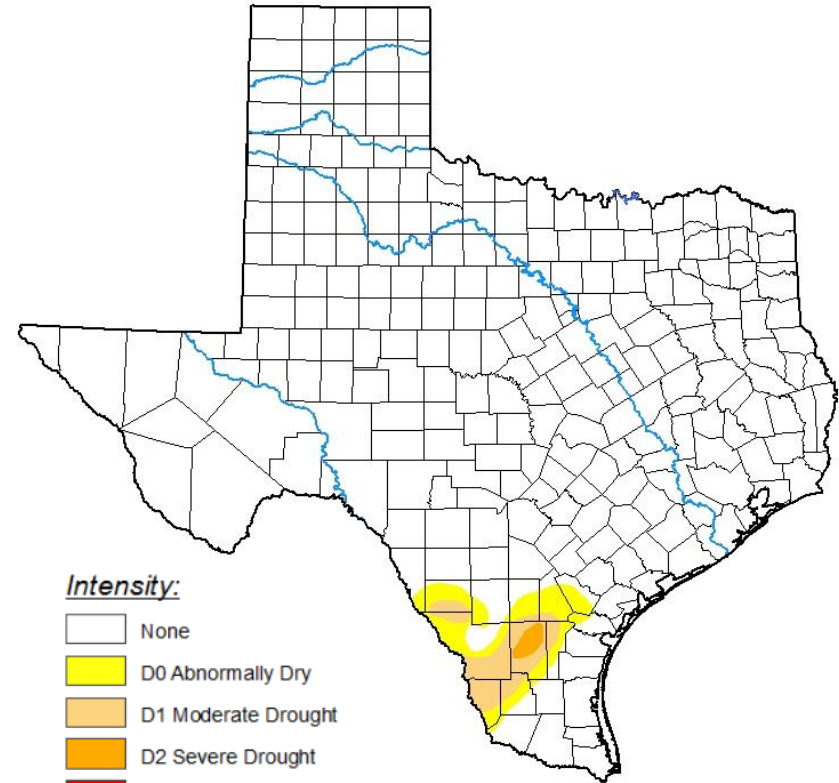 Intensity:
None
D0 Abnormally Dry
D1 Moderate Drought
D2 Severe Drought